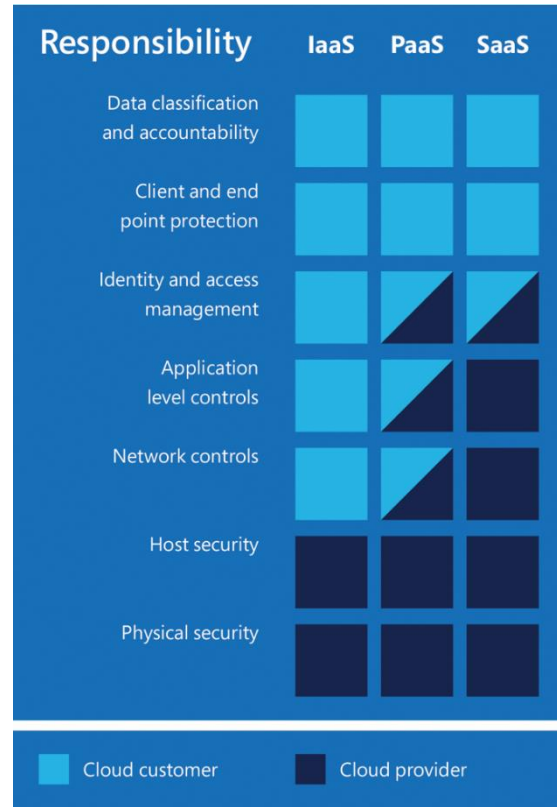 Responsibility IaaS PaaS SaaS
Data classification
and accountability
Client and end
point protection
Identity and access
management
Application
level controls
Network controls
Host security
Physical security
Cloud customer Cloud provider